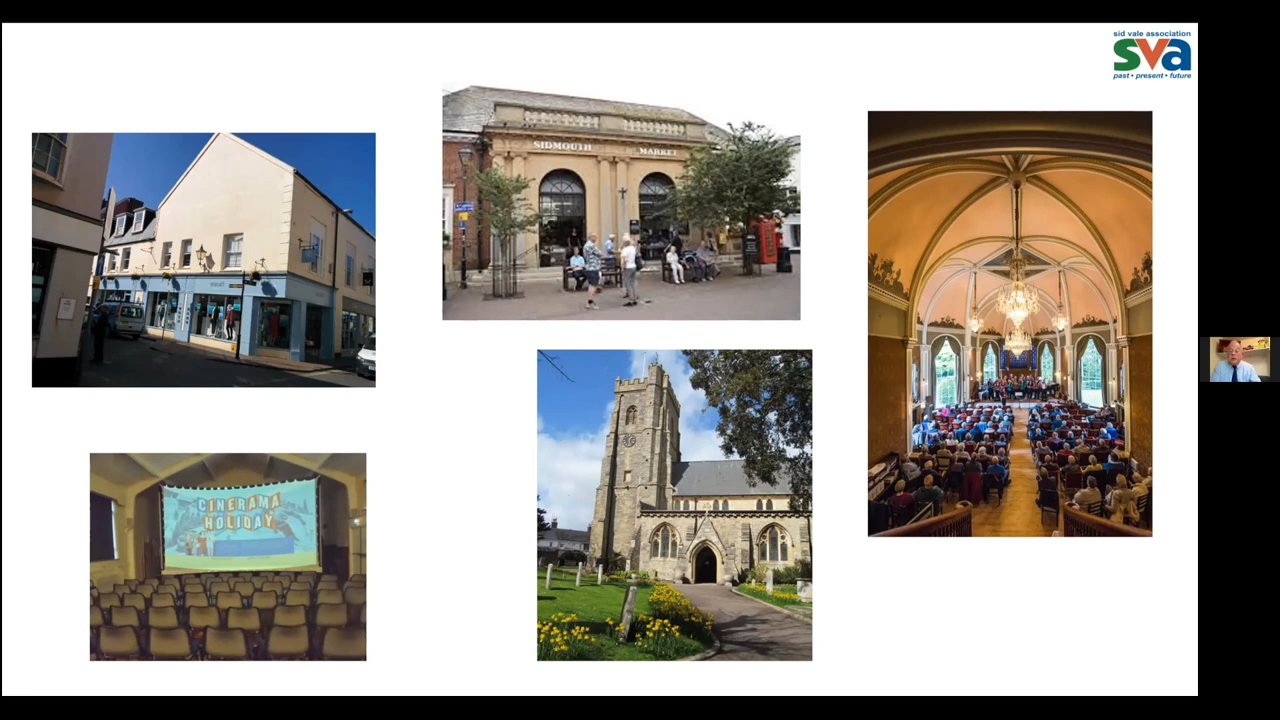 sid vale association
sva
past • present • future
SIDMOUTH MARKET
CINERAMA
HOLIDAY